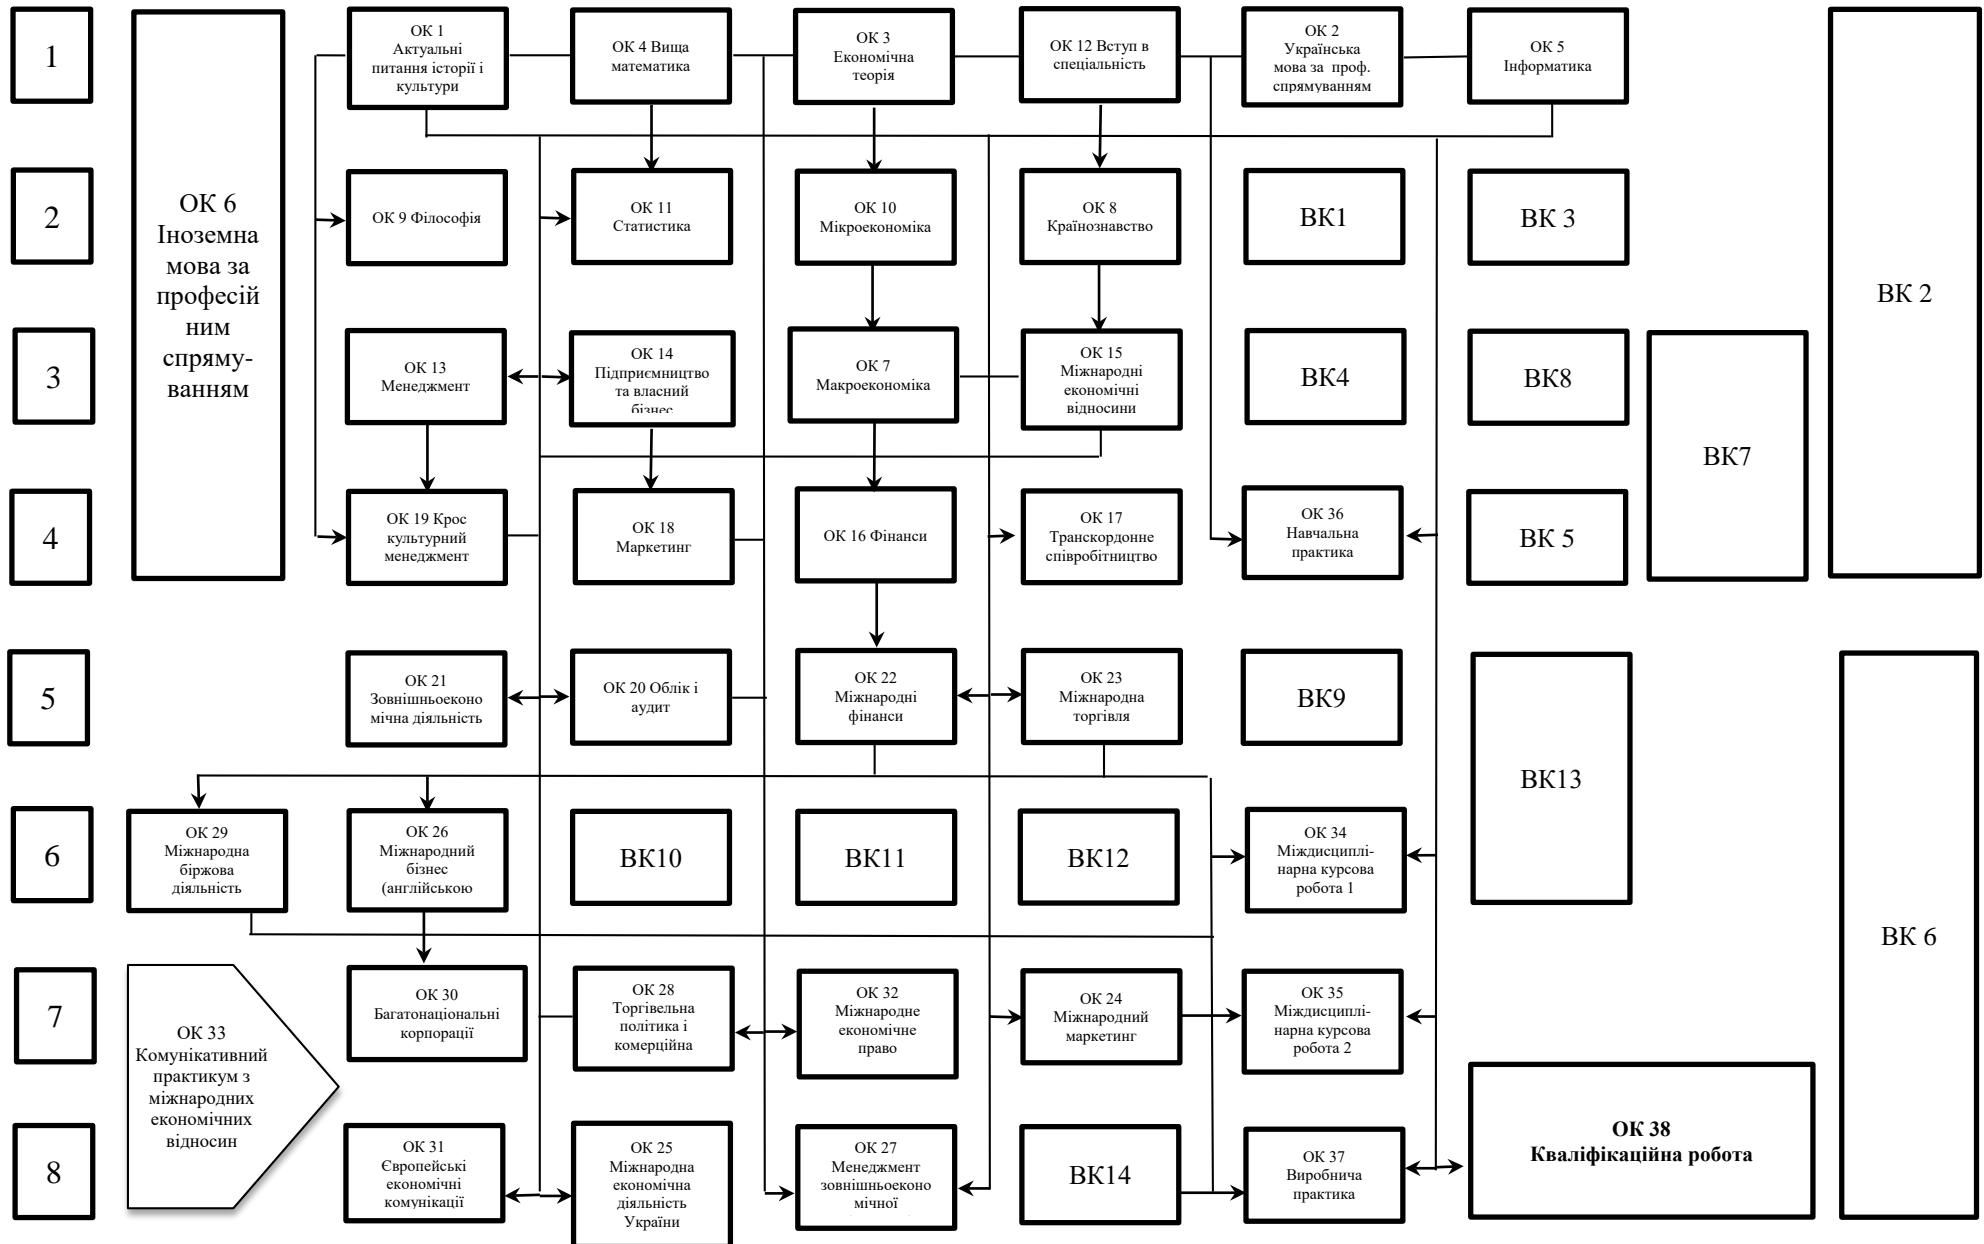 1
ОК 1
Актуальні
питання історії і
культури
ОК 4 Вища
математика
ОК 3
Економічна
теорія
ОК 12 Вступ в
спеціальність
ОК 2
Українська
мова за проф.
спрямуванням
ОК 5
Інформатика
2
ОК 6
Іноземна
мова за
професій
ним
спряму-
ванням
ОК 9 Філософія
ОК 11
Статистика
ОК 10
Мікроекономіка
ОК 8
Країнознавство
ВК1
ВК 3
ВК 2
3
ОК 13
Менеджмент
ОК 14
Підприємництво
та власний
бізнес
ОК 7
Макроекономіка
ОК 15
Міжнародні
економічні
відносини
ВК4
ВК8
ВК7
4
ОК 19 Крос
культурний
менеджмент
ОК 18
Маркетинг
ОК 16 Фінанси
ОК 17
Транскордонне
співробітництво
ОК 36
Навчальна
практика
ВК 5
5
ОК 21
Зовнішньоеконо
мічна діяльність
ОК 20 Облік і
аудит
ОК 22
Міжнародні
фінанси
ОК 23
Міжнародна
торгівля
ВК9
ВК13
6
ОК 29
Міжнародна
біржова
діяльність
ОК 26
Міжнародний
бізнес
(англійською
ВК10
ВК11
ВК12
ОК 34
Міждисциплі-
нарна курсова
робота 1
ВК 6
7
ОК 33
Комунікативний
практикум з
міжнародних
економічних
відносин
ОК 30
Багатонаціональні
корпорації
ОК 28
Торгівельна
політика і
комерційна
ОК 32
Міжнародне
економічне
право
ОК 24
Міжнародний
маркетинг
ОК 35
Міждисциплі-
нарна курсова
робота 2
8
ОК 31
Європейські
економічні
комунікації
ОК 25
Міжнародна
економічна
діяльність
України
ОК 27
Менеджмент
зовнішньоеконо
мічної
ВК14
ОК 37
Виробнича
практика
ОК 38
Кваліфікаційна робота